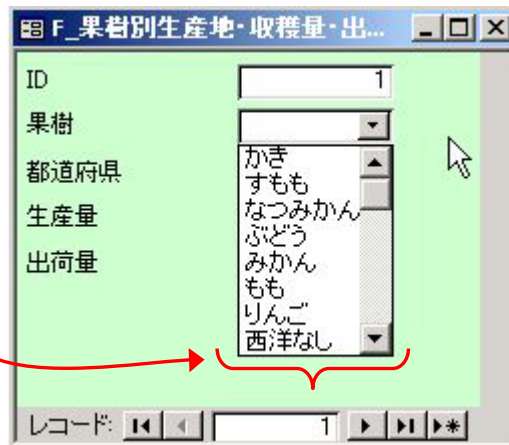 F_果樹別生産地・収穫量・出...
ID 1
果樹
かき
都道府県
すもも
なつみかん
生産量
ぶどう
出荷量
みかん
もも
りんご
西洋なし
レコード: 1